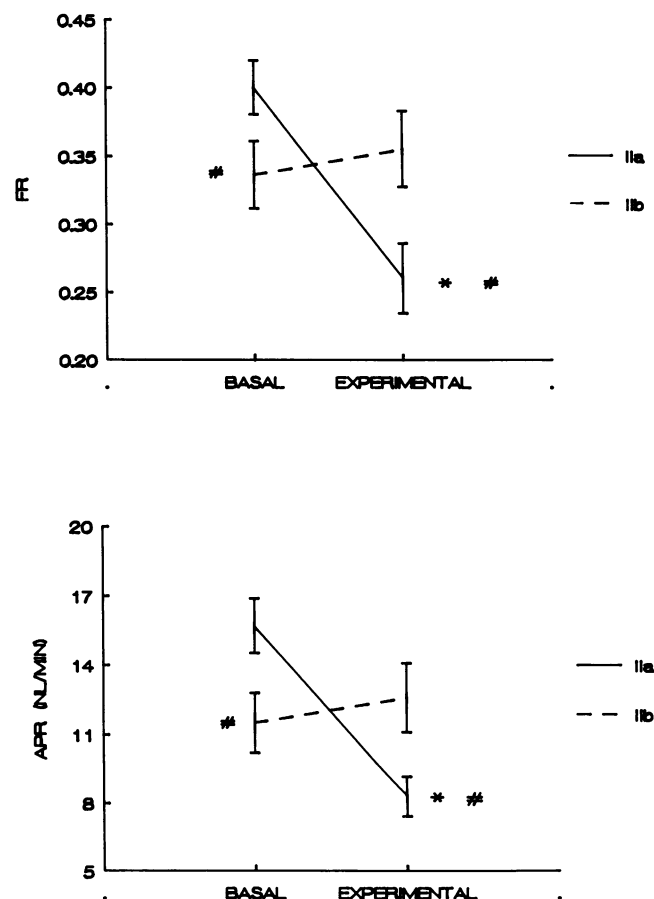 0.45
0.40
0.35
0.30
0.25
0.20
FR
#
* #
IIa
IIb
BASAL EXPERIMENTAL
20
17
14
11
8
5
APR (NL/MIN)
#
* #
IIa
IIb
BASAL EXPERIMENTAL